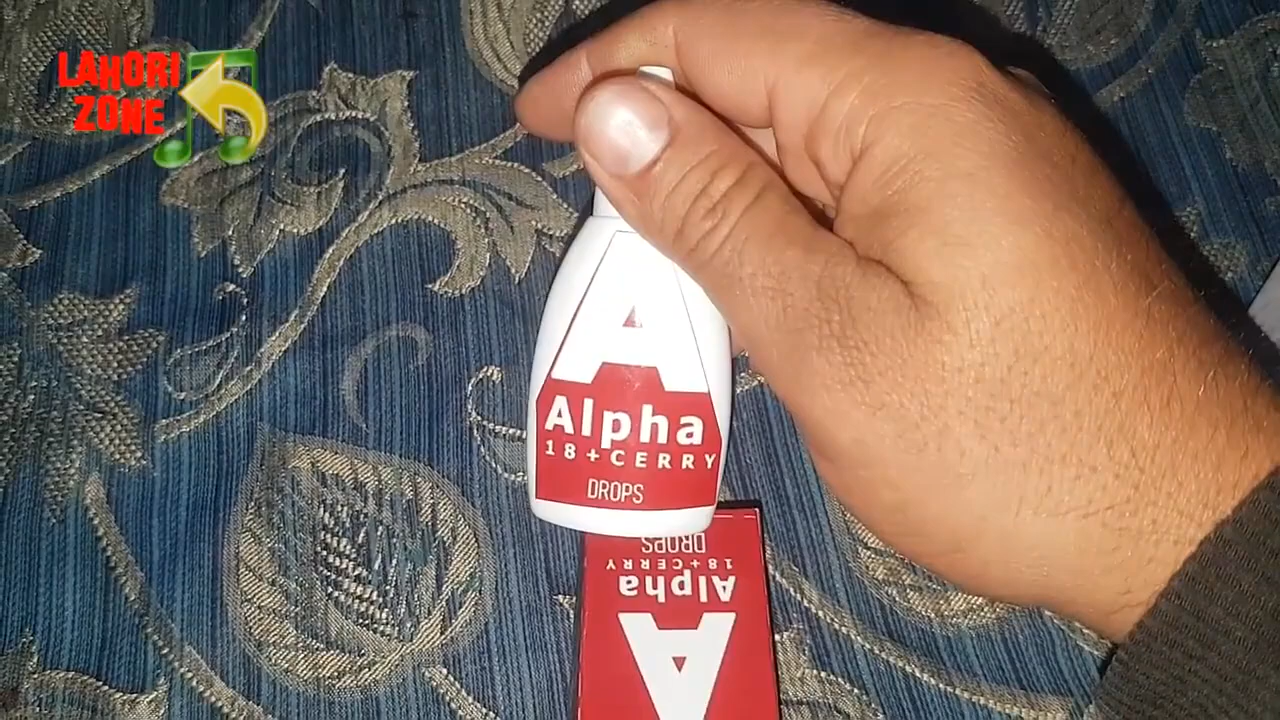 LAHORI
ZONE
A
Alpha
18+CERRY
DROPS
DROPS
18+CERRY
Alpha
A